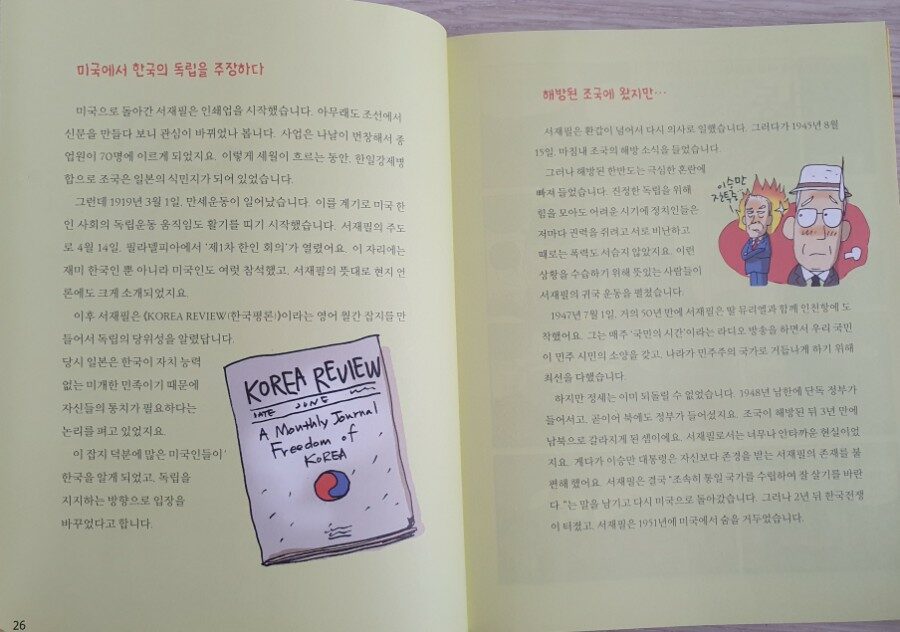 미국에서 한국의 독립을 주장하다
미국으로 돌아간 서재필은 인쇄업을 시작했습니다. 아무래도 조선에서
신문을 만들다 보니 관심이 바뀌었나 봅니다. 사업은 나날이 번창해서 종
업원이 70명에 이르게 되었지요. 이렇게 세월이 흐르는 동안, 한일강제병
합으로 조국은 일본의 식민지가 되어 있었습니다.
그런데 1919년 3월 1일, 만세운동이 일어났습니다. 이를 계기로 미국 한
인 사회의 독립운동 움직임도 활기를 띠기 시작했습니다. 서재필의 주도
로 4월 14일, 필라델피아에서 '제1차 한인 회의'가 열렸어요. 이 자리에는
재미 한국인 뿐 아니라 미국인도 여럿 참석했고, 서재필의 뜻대로 현지 언
론에도 크게 소개되었지요.
이후 서재필은 《KOREA REVIEW(한국평론)》이라는 영어 월간 잡지를 만
들어서 독립의 당위성을 알렸답니다.
당시 일본은 한국이 자치 능력
없는 미개한 민족이기 때문에
자신들의 통치가 필요하다는
논리를 펴고 있었지요.
이 잡지 덕분에 많은 미국인들이
한국을 알게 되었고, 독립을
지지하는 방향으로 입장을
바꾸었다고 합니다.
KOREA REVIEW
DATE JUNE
A Monthly Journal
Freedom of
KOREA
26
해방된 조국에 왔지만…
서재필은 환갑이 넘어서 다시 의사로 일했습니다. 그러다가 1945년 8월
15일, 마침내 조국의 해방 소식을 들었습니다.
그러나 해방된 한반도는 극심한 혼란에
빠져 들었습니다. 진정한 독립을 위해
힘을 모아도 어려운 시기에 정치인들은
저마다 권력을 쥐려고 서로 비난하고
때로는 폭력도 서슴지 않았지요. 이런
상황을 수습하기 위해 뜻있는 사람들이
서재필의 귀국 운동을 펼쳤습니다.
이승만
질투중!
1947년 7월 1일, 거의 50년 만에 서재필은 딸 뮤리엘과 함께 인천항에 도
착했어요. 그는 매주 '국민의 시간'이라는 라디오 방송을 하면서 우리 국민
이 민주 시민의 소양을 갖고, 나라가 민주주의 국가로 거듭나게 하기 위해
최선을 다했습니다.
하지만 정세는 이미 되돌릴 수 없었습니다. 1948년 남한에 단독 정부가
들어서고, 곧이어 북에도 정부가 들어섰지요. 조국이 해방된 뒤 3년 만에
남북으로 갈라지게 된 셈이에요. 서재필로서는 너무나 안타까운 현실이었
지요. 게다가 이승만 대통령은 자신보다 존경을 받는 서재필의 존재를 불
편해 했어요. 서재필은 결국 "조속히 통일 국가를 수립하여 잘 살기를 바란
다."는 말을 남기고 다시 미국으로 돌아갔습니다. 그러나 2년 뒤 한국전쟁
이 터졌고, 서재필은 1951년에 미국에서 숨을 거두었습니다.